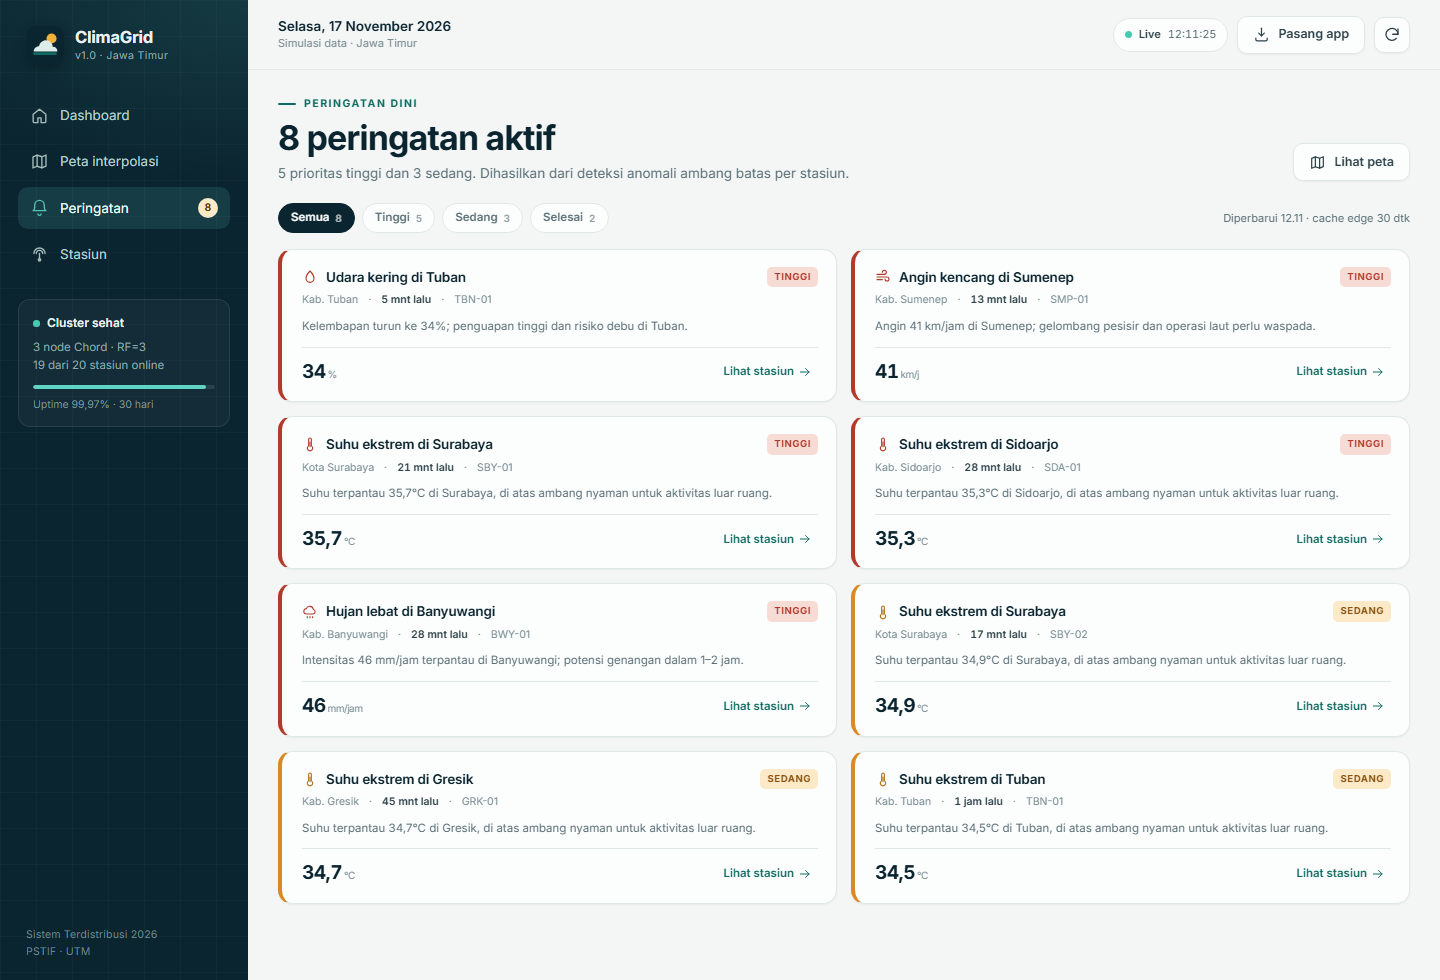 ClimaGrid
v1.0 · Jawa Timur
Dashboard
Peta interpolasi
Peringatan 8
Stasiun
Cluster sehat
3 node Chord · RF=3
19 dari 20 stasiun online
Uptime 99,97% · 30 hari
Sistem Terdistribusi 2026
PSTIF · UTM
Selasa, 17 November 2026
Simulasi data · Jawa Timur
Live 12:11:25
Pasang app
PERINGATAN DINI
8 peringatan aktif
5 prioritas tinggi dan 3 sedang. Dihasilkan dari deteksi anomali ambang batas per stasiun.
Lihat peta
Semua 8
Tinggi 5
Sedang 3
Selesai 2
Diperbarui 12.11 · cache edge 30 dtk
Udara kering di Tuban
TINGGI
Kab. Tuban · 5 mnt lalu · TBN-01
Kelembapan turun ke 34%; penguapan tinggi dan risiko debu di Tuban.
34 %
Lihat stasiun →
Angin kencang di Sumenep
TINGGI
Kab. Sumenep · 13 mnt lalu · SMP-01
Angin 41 km/jam di Sumenep; gelombang pesisir dan operasi laut perlu waspada.
41 km/j
Lihat stasiun →
Suhu ekstrem di Surabaya
TINGGI
Kota Surabaya · 21 mnt lalu · SBY-01
Suhu terpantau 35,7°C di Surabaya, di atas ambang nyaman untuk aktivitas luar ruang.
35,7 °C
Lihat stasiun →
Suhu ekstrem di Sidoarjo
TINGGI
Kab. Sidoarjo · 28 mnt lalu · SDA-01
Suhu terpantau 35,3°C di Sidoarjo, di atas ambang nyaman untuk aktivitas luar ruang.
35,3 °C
Lihat stasiun →
Hujan lebat di Banyuwangi
TINGGI
Kab. Banyuwangi · 28 mnt lalu · BWY-01
Intensitas 46 mm/jam terpantau di Banyuwangi; potensi genangan dalam 1–2 jam.
46 mm/jam
Lihat stasiun →
Suhu ekstrem di Surabaya
SEDANG
Kota Surabaya · 17 mnt lalu · SBY-02
Suhu terpantau 34,9°C di Surabaya, di atas ambang nyaman untuk aktivitas luar ruang.
34,9 °C
Lihat stasiun →
Suhu ekstrem di Gresik
SEDANG
Kab. Gresik · 45 mnt lalu · GRK-01
Suhu terpantau 34,7°C di Gresik, di atas ambang nyaman untuk aktivitas luar ruang.
34,7 °C
Lihat stasiun →
Suhu ekstrem di Tuban
SEDANG
Kab. Tuban · 1 jam lalu · TBN-01
Suhu terpantau 34,5°C di Tuban, di atas ambang nyaman untuk aktivitas luar ruang.
34,5 °C
Lihat stasiun →